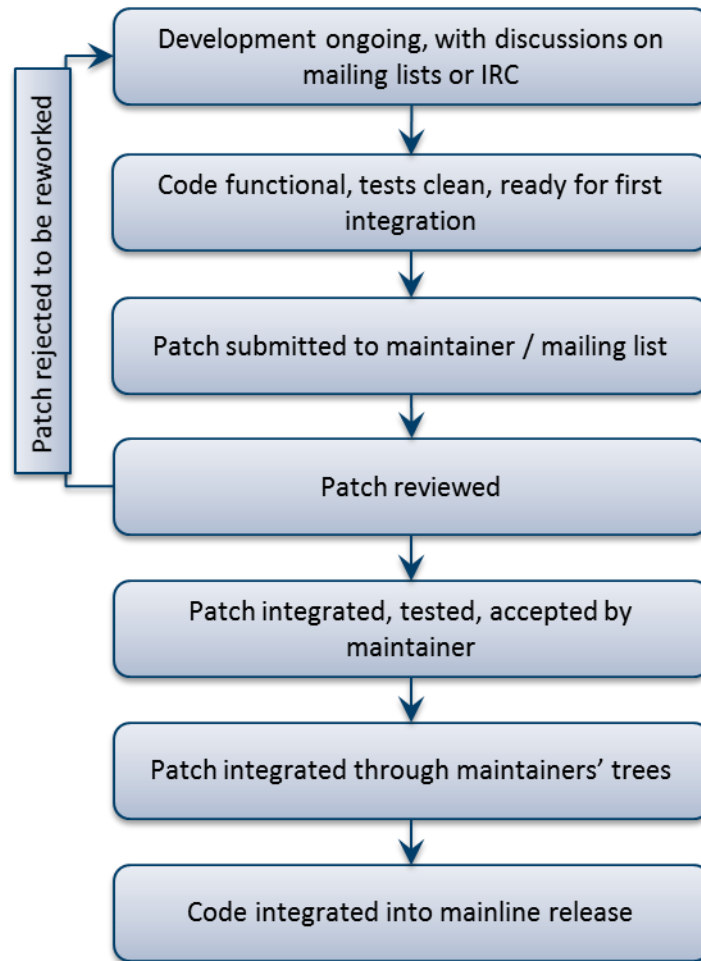 Development ongoing, with discussions on
mailing lists or IRC
Patch rejected to be reworked
Code functional, tests clean, ready for first
integration
Patch submitted to maintainer / mailing list
Patch reviewed
Patch integrated, tested, accepted by
maintainer
Patch integrated through maintainers’ trees
Code integrated into mainline release